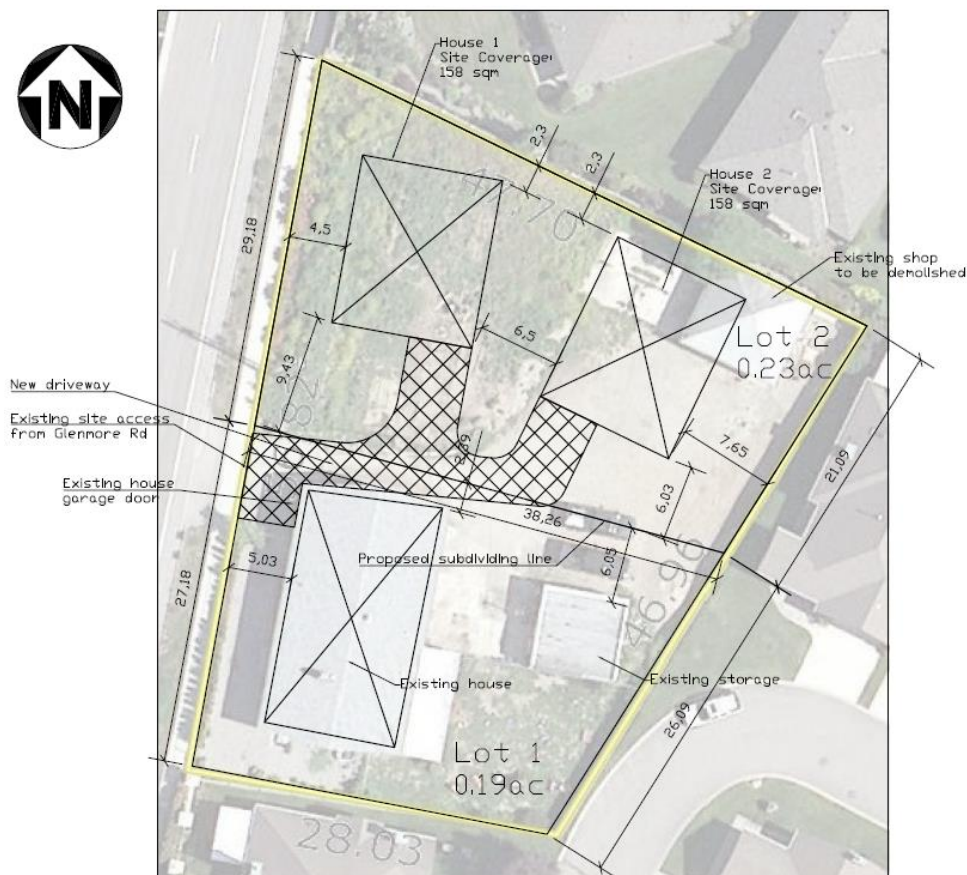 N
House 1
Site Coverage:
158 sqm
2,3
2,3
House 2
Site Coverage:
158 sqm
29,18
4,5
Existing shop
to be demolished
6,5
Lot 2
0.23ac
9,43
New driveway
Existing site access
from Glenmore Rd
Existing house
garage door
7,65
21,09
6,03
38,26
Proposed subdividing line
6,05
5,03
27,18
46.98
Existing house
Existing storage
26,09
Lot 1
0.19ac
28.03